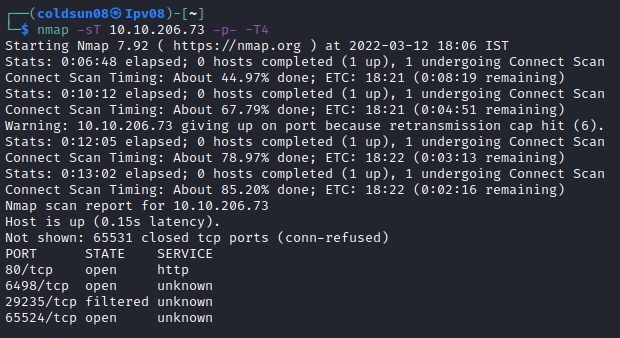 ┌──(coldsun08㉿Ipv08)-[~]
└─$ nmap -sT 10.10.206.73 -p- -T4
Starting Nmap 7.92 ( https://nmap.org ) at 2022-03-12 18:06 IST
Stats: 0:06:48 elapsed; 0 hosts completed (1 up), 1 undergoing Connect Scan
Connect Scan Timing: About 44.97% done; ETC: 18:21 (0:08:19 remaining)
Stats: 0:10:12 elapsed; 0 hosts completed (1 up), 1 undergoing Connect Scan
Connect Scan Timing: About 67.79% done; ETC: 18:21 (0:04:51 remaining)
Warning: 10.10.206.73 giving up on port because retransmission cap hit (6).
Stats: 0:12:05 elapsed; 0 hosts completed (1 up), 1 undergoing Connect Scan
Connect Scan Timing: About 78.97% done; ETC: 18:22 (0:03:13 remaining)
Stats: 0:13:02 elapsed; 0 hosts completed (1 up), 1 undergoing Connect Scan
Connect Scan Timing: About 85.20% done; ETC: 18:22 (0:02:16 remaining)
Nmap scan report for 10.10.206.73
Host is up (0.15s latency).
Not shown: 65531 closed tcp ports (conn-refused)
PORT      STATE    SERVICE
80/tcp    open     http
6498/tcp  open     unknown
29235/tcp filtered unknown
65524/tcp open     unknown